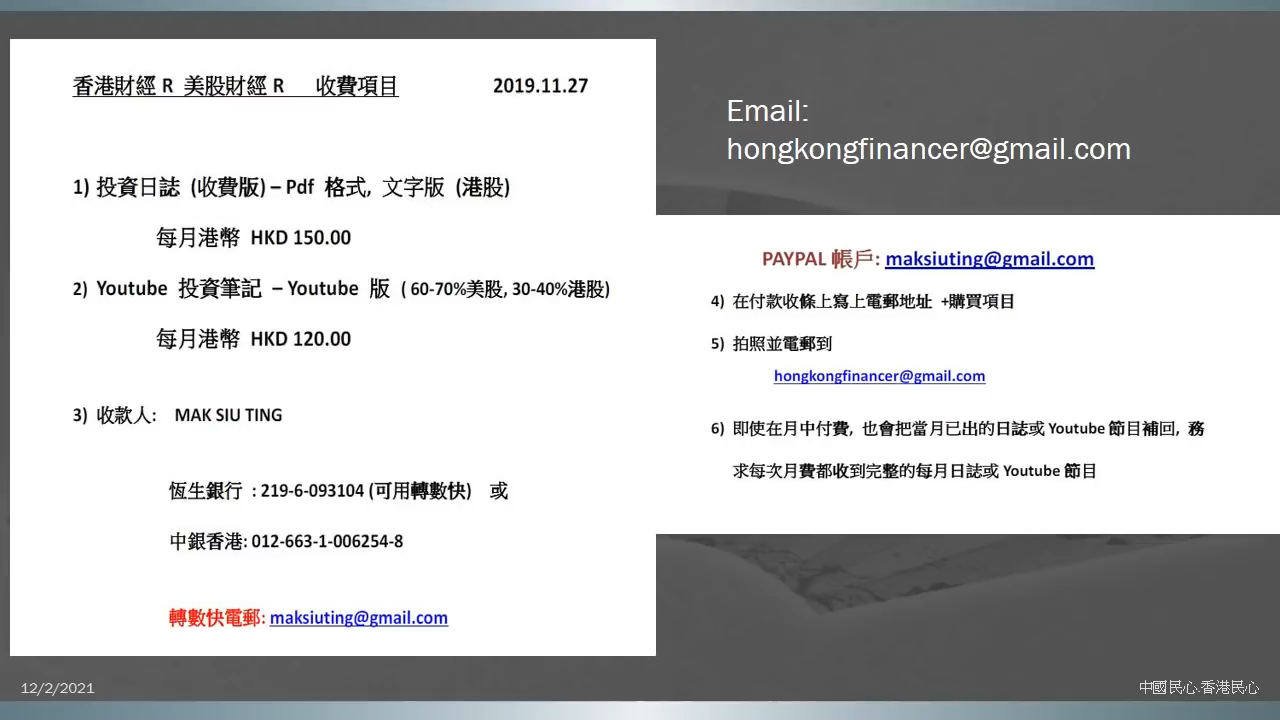 香港財經 R 美股財經 R 收費項目 2019.11.27
1) 投資日誌 (收費版) – Pdf 格式, 文字版 (港股)
每月港幣 HKD 150.00
2) Youtube 投資筆記 – Youtube 版 ( 60-70%美股, 30-40%港股)
每月港幣 HKD 120.00
3) 收款人: MAK SIU TING
恆生銀行 : 219-6-093104 (可用轉數快) 或
中銀香港: 012-663-1-006254-8
轉數快電郵: maksiuting@gmail.com
Email:
hongkongfinancer@gmail.com
PAYPAL 帳戶: maksiuting@gmail.com
4) 在付款收條上寫上電郵地址 +購買項目
5) 拍照並電郵到
hongkongfinancer@gmail.com
6) 即使在月中付費, 也會把當月已出的日誌或 Youtube 節目補回, 務
求每次月費都收到完整的每月日誌或 Youtube 節目
12/2/2021
中國民心.香港民心